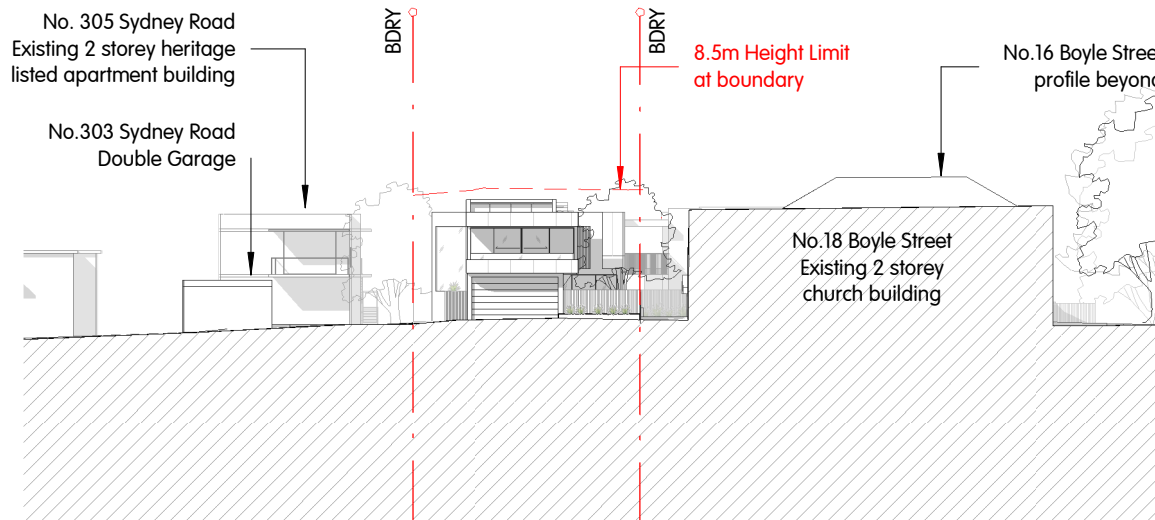 No. 305 Sydney Road
Existing 2 storey heritage
listed apartment building
No.303 Sydney Road
Double Garage
BDRY
BDRY
8.5m Height Limit
at boundary
No.16 Boyle Stree
profile beyond
No.18 Boyle Street
Existing 2 storey
church building